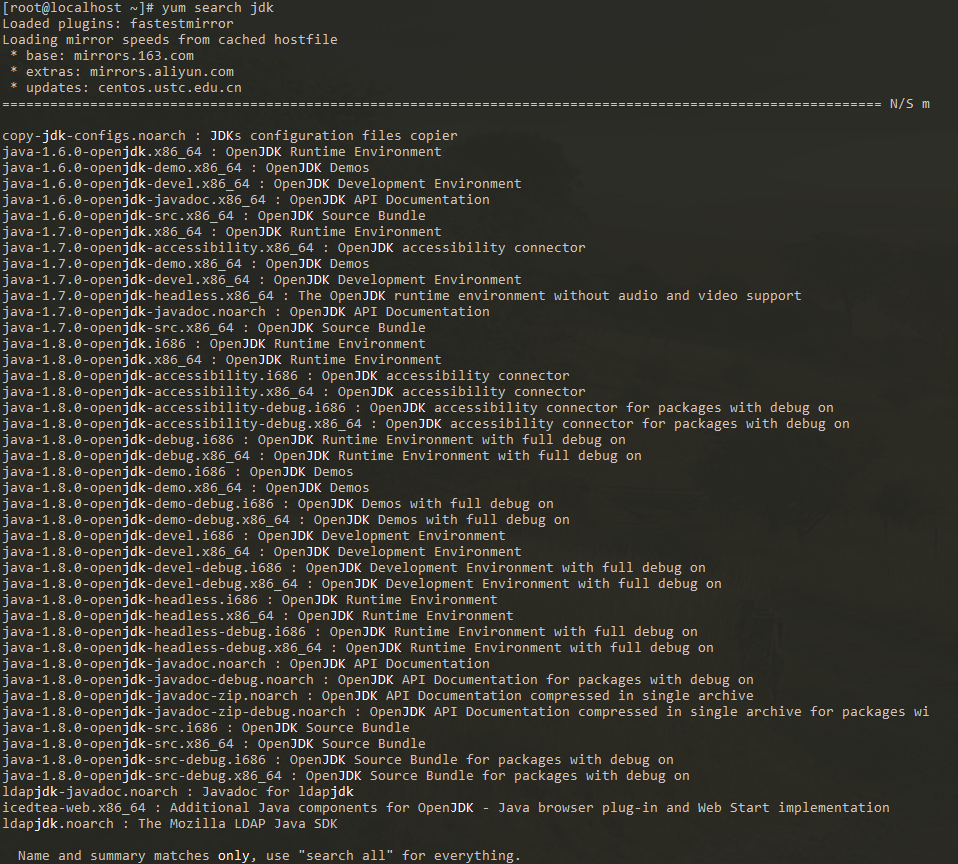 [root@localhost ~]# yum search jdk
Loaded plugins: fastestmirror
Loading mirror speeds from cached hostfile
 * base: mirrors.163.com
 * extras: mirrors.aliyun.com
 * updates: centos.ustc.edu.cn
============================================================================================================== N/S m
copy-jdk-configs.noarch : JDKs configuration files copier
java-1.6.0-openjdk.x86_64 : OpenJDK Runtime Environment
java-1.6.0-openjdk-demo.x86_64 : OpenJDK Demos
java-1.6.0-openjdk-devel.x86_64 : OpenJDK Development Environment
java-1.6.0-openjdk-javadoc.x86_64 : OpenJDK API Documentation
java-1.6.0-openjdk-src.x86_64 : OpenJDK Source Bundle
java-1.7.0-openjdk.x86_64 : OpenJDK Runtime Environment
java-1.7.0-openjdk-accessibility.x86_64 : OpenJDK accessibility connector
java-1.7.0-openjdk-demo.x86_64 : OpenJDK Demos
java-1.7.0-openjdk-devel.x86_64 : OpenJDK Development Environment
java-1.7.0-openjdk-headless.x86_64 : The OpenJDK runtime environment without audio and video support
java-1.7.0-openjdk-javadoc.noarch : OpenJDK API Documentation
java-1.7.0-openjdk-src.x86_64 : OpenJDK Source Bundle
java-1.8.0-openjdk.i686 : OpenJDK Runtime Environment
java-1.8.0-openjdk.x86_64 : OpenJDK Runtime Environment
java-1.8.0-openjdk-accessibility.i686 : OpenJDK accessibility connector
java-1.8.0-openjdk-accessibility.x86_64 : OpenJDK accessibility connector
java-1.8.0-openjdk-accessibility-debug.i686 : OpenJDK accessibility connector for packages with debug on
java-1.8.0-openjdk-accessibility-debug.x86_64 : OpenJDK accessibility connector for packages with debug on
java-1.8.0-openjdk-debug.i686 : OpenJDK Runtime Environment with full debug on
java-1.8.0-openjdk-debug.x86_64 : OpenJDK Runtime Environment with full debug on
java-1.8.0-openjdk-demo.i686 : OpenJDK Demos
java-1.8.0-openjdk-demo.x86_64 : OpenJDK Demos
java-1.8.0-openjdk-demo-debug.i686 : OpenJDK Demos with full debug on
java-1.8.0-openjdk-demo-debug.x86_64 : OpenJDK Demos with full debug on
java-1.8.0-openjdk-devel.i686 : OpenJDK Development Environment
java-1.8.0-openjdk-devel.x86_64 : OpenJDK Development Environment
java-1.8.0-openjdk-devel-debug.i686 : OpenJDK Development Environment with full debug on
java-1.8.0-openjdk-devel-debug.x86_64 : OpenJDK Development Environment with full debug on
java-1.8.0-openjdk-headless.i686 : OpenJDK Runtime Environment
java-1.8.0-openjdk-headless.x86_64 : OpenJDK Runtime Environment
java-1.8.0-openjdk-headless-debug.i686 : OpenJDK Runtime Environment with full debug on
java-1.8.0-openjdk-headless-debug.x86_64 : OpenJDK Runtime Environment with full debug on
java-1.8.0-openjdk-javadoc.noarch : OpenJDK API Documentation
java-1.8.0-openjdk-javadoc-debug.noarch : OpenJDK API Documentation for packages with debug on
java-1.8.0-openjdk-javadoc-zip.noarch : OpenJDK API Documentation compressed in single archive
java-1.8.0-openjdk-javadoc-zip-debug.noarch : OpenJDK API Documentation compressed in single archive for packages wi
java-1.8.0-openjdk-src.i686 : OpenJDK Source Bundle
java-1.8.0-openjdk-src.x86_64 : OpenJDK Source Bundle
java-1.8.0-openjdk-src-debug.i686 : OpenJDK Source Bundle for packages with debug on
java-1.8.0-openjdk-src-debug.x86_64 : OpenJDK Source Bundle for packages with debug on
ldapjdk-javadoc.noarch : Javadoc for ldapjdk
icedtea-web.x86_64 : Additional Java components for OpenJDK - Java browser plug-in and Web Start implementation
ldapjdk.noarch : The Mozilla LDAP Java SDK
  Name and summary matches only, use "search all" for everything.